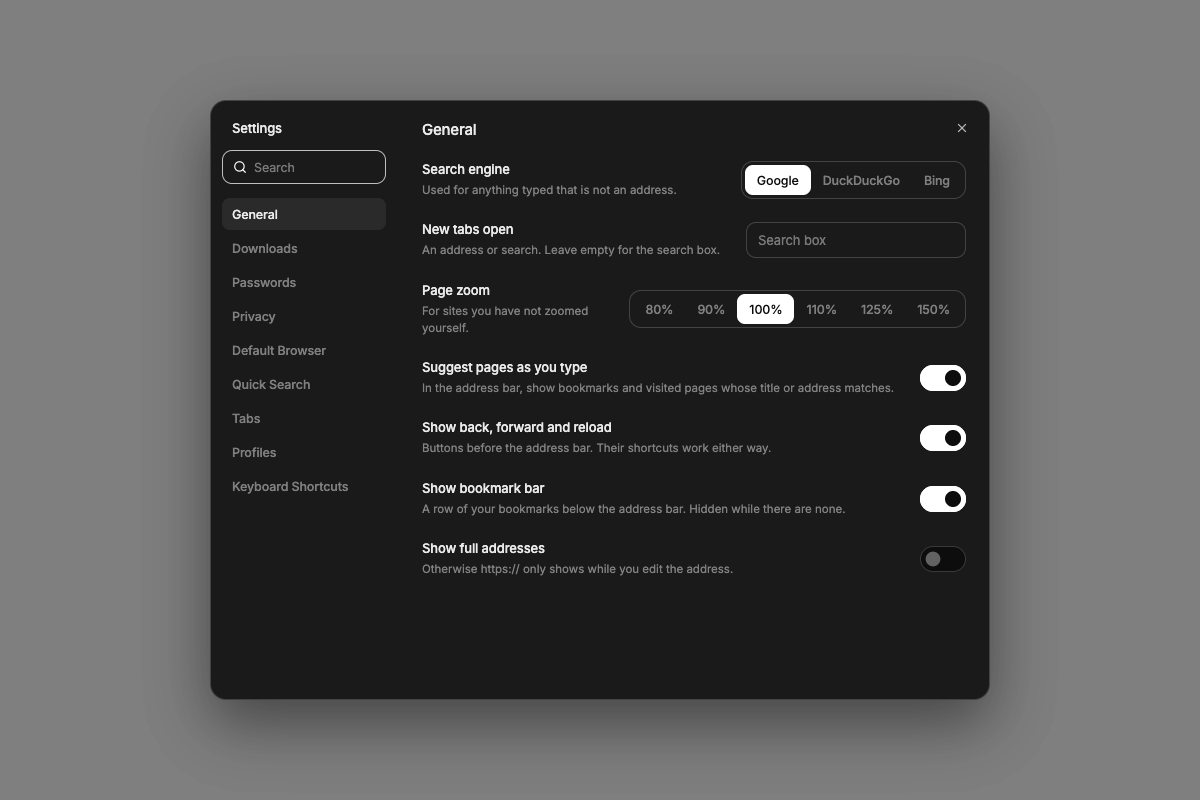 Settings
Search
General
Downloads
Passwords
Privacy
Default Browser
Quick Search
Tabs
Profiles
Keyboard Shortcuts
General
Search engine
Used for anything typed that is not an address.
Google DuckDuckGo Bing
New tabs open
An address or search. Leave empty for the search box.
Search box
Page zoom
For sites you have not zoomed
yourself.
80% 90% 100% 110% 125% 150%
Suggest pages as you type
In the address bar, show bookmarks and visited pages whose title or address matches.
Show back, forward and reload
Buttons before the address bar. Their shortcuts work either way.
Show bookmark bar
A row of your bookmarks below the address bar. Hidden while there are none.
Show full addresses
Otherwise https:// only shows while you edit the address.